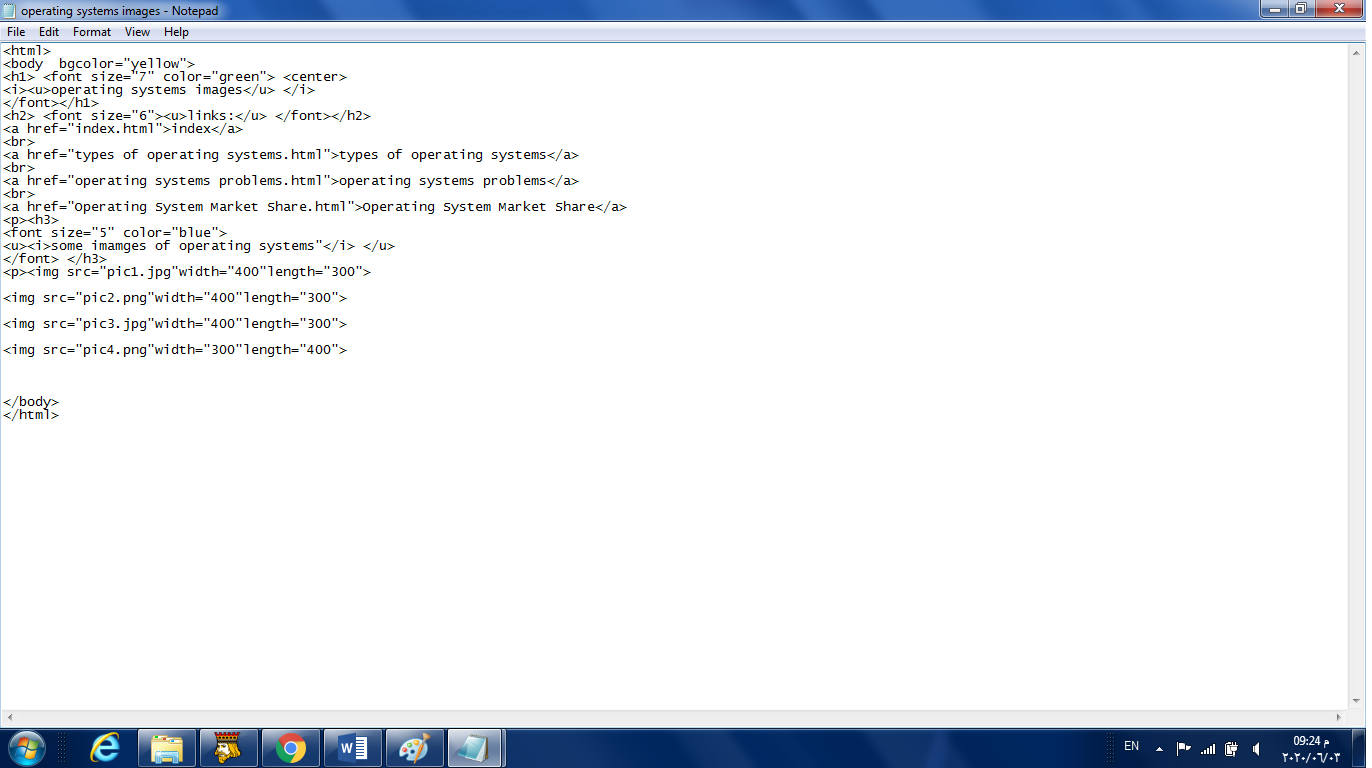 operating systems images - Notepad
File Edit Format View Help
<html>
<body  bgcolor="yellow">
<h1> <font size="7" color="green"> <center>
<i><u>operating systems images</u> </i>
</font></h1>
<h2> <font size="6"><u>links:</u> </font></h2>
<a href="index.html">index</a>
<br>
<a href="types of operating systems.html">types of operating systems</a>
<br>
<a href="operating systems problems.html">operating systems problems</a>
<br>
<a href="Operating System Market Share.html">Operating System Market Share</a>
<p><h3>
<font size="5" color="blue">
<u><i>some imamges of operating systems"</i> </u>
</font> </h3>
<p><img src="pic1.jpg"width="400"length="300">
<img src="pic2.png"width="400"length="300">
<img src="pic3.jpg"width="400"length="300">
<img src="pic4.png"width="300"length="400">
</body>
</html>
EN
09:24 م
٢٠٢٠/٠٦/٠٣